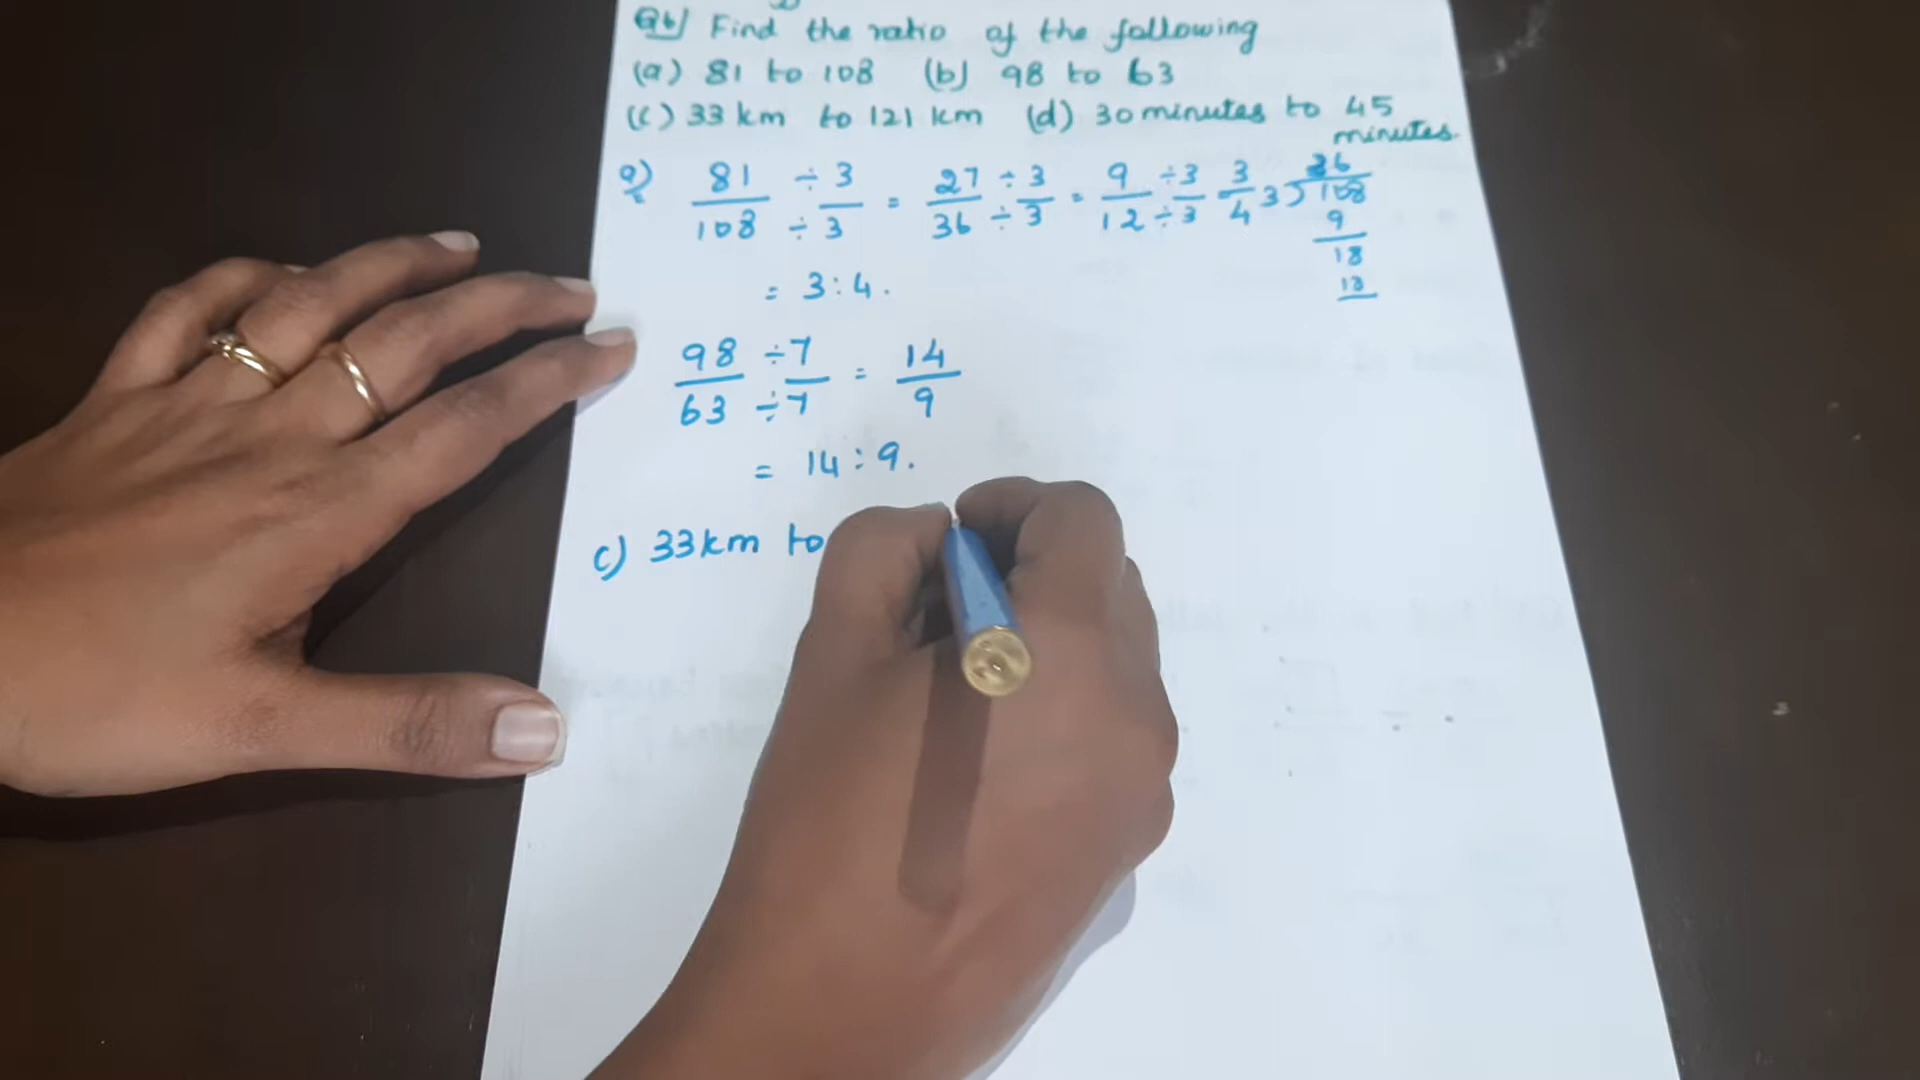 Q6) Find the ratio of the following
(a) 81 to 108 (b) 98 to 63
(c) 33 km to 121 km (d) 30 minutes to 45
minutes.
a) 81/108 ÷3/÷3 = 27/36 ÷3/÷3 = 9/12 ÷3/÷3 = 3/4 3)108 36
9
18
18
= 3:4.
98/63 ÷7/÷7 = 14/9
= 14:9.
c) 33km to